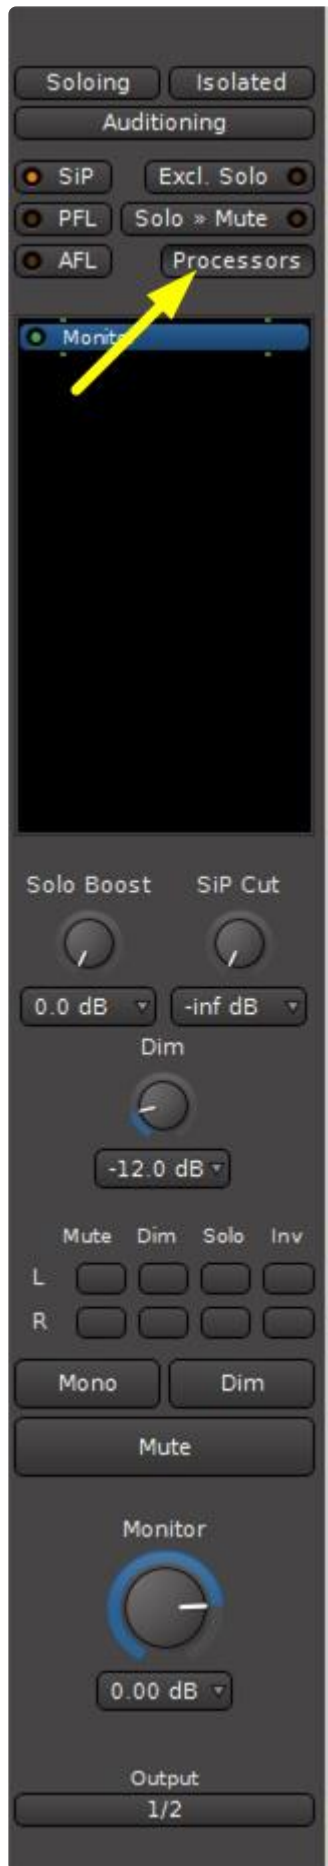 Soloing Isolated
Auditioning
SiP Excl. Solo
PFL Solo » Mute
AFL Processors
Monitor
Solo Boost SiP Cut
0.0 dB -inf dB
Dim
-12.0 dB
Mute Dim Solo Inv
L
R
Mono Dim
Mute
Monitor
0.00 dB
Output
1/2